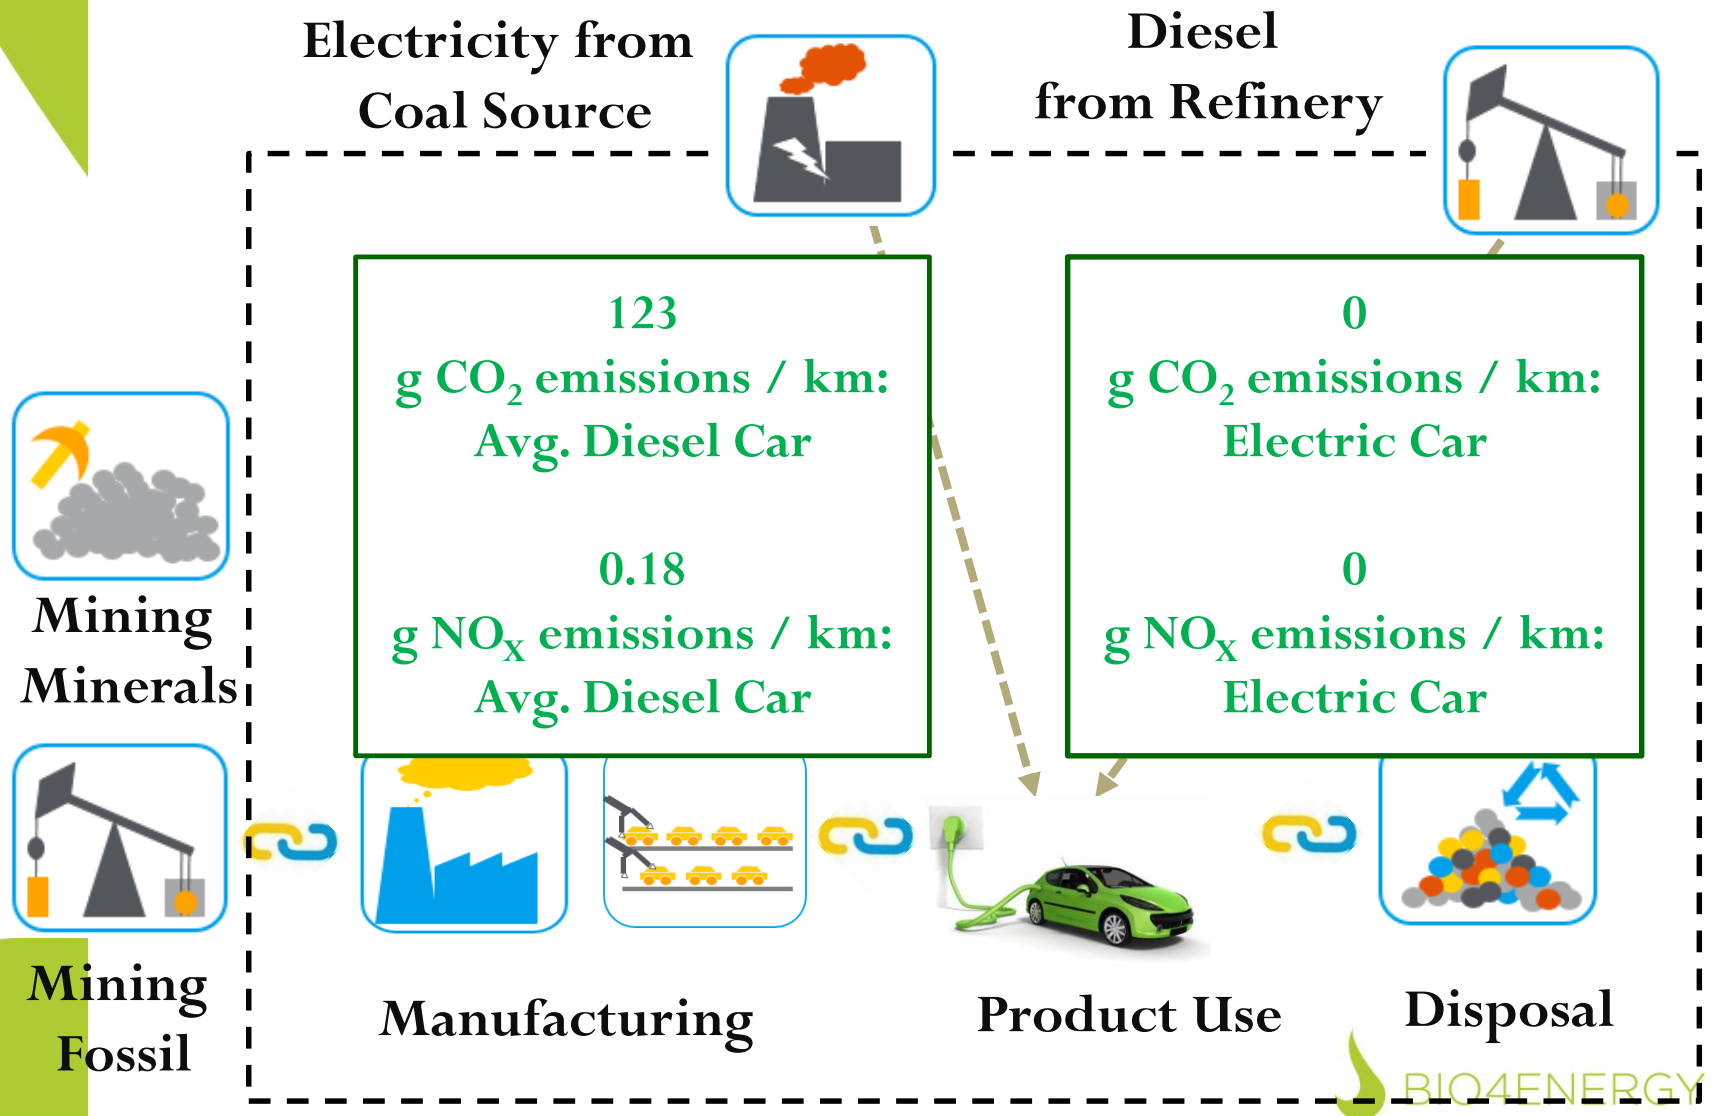 Electricity from
Coal Source
Diesel
from Refinery
123
g CO₂ emissions / km:
Avg. Diesel Car
0.18
g NOₓ emissions / km:
Avg. Diesel Car
0
g CO₂ emissions / km:
Electric Car
0
g NOₓ emissions / km:
Electric Car
Mining
Minerals
Mining
Fossil
Manufacturing
Product Use
Disposal
BIO4ENERGY